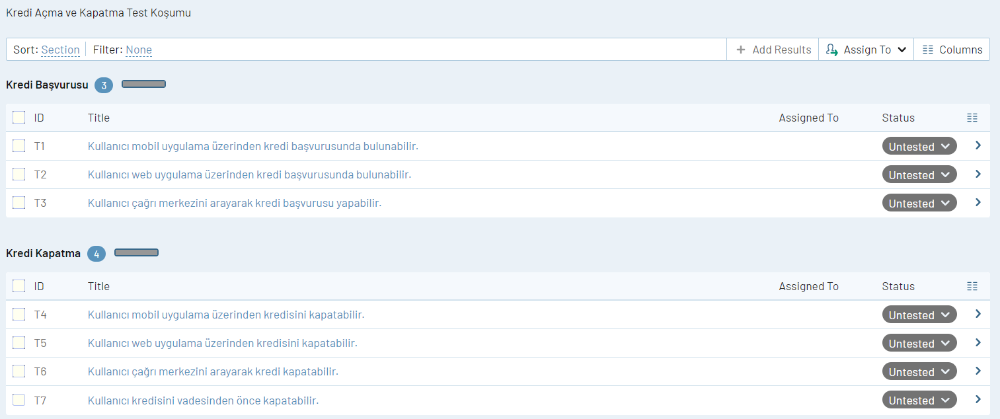 Kredi Açma ve Kapatma Test Koşumu
Sort: Section Filter: None Add Results Assign To Columns
Kredi Başvurusu 3
ID Title Assigned To Status
T1 Kullanıcı mobil uygulama üzerinden kredi başvurusunda bulunabilir. Untested
T2 Kullanıcı web uygulama üzerinden kredi başvurusunda bulunabilir. Untested
T3 Kullanıcı çağrı merkezini arayarak kredi başvurusu yapabilir. Untested
Kredi Kapatma 4
ID Title Assigned To Status
T4 Kullanıcı mobil uygulama üzerinden kredisini kapatabilir. Untested
T5 Kullanıcı web uygulama üzerinden kredisini kapatabilir. Untested
T6 Kullanıcı çağrı merkezini arayarak kredi kapatabilir. Untested
T7 Kullanıcı kredisini vadesinden önce kapatabilir. Untested